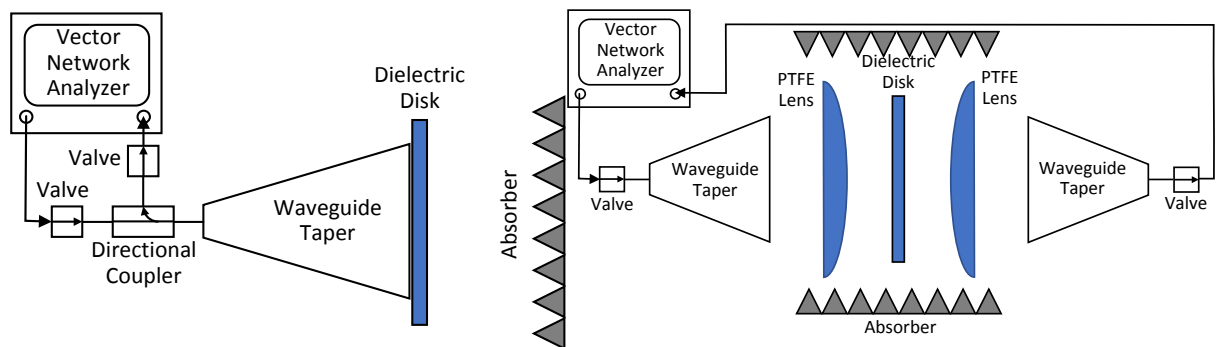 Vector
Network
Analyzer
Dielectric
Disk
Valve
Valve
Directional
Coupler
Waveguide
Taper
Absorber
Vector
Network
Analyzer
Valve
Waveguide
Taper
PTFE
Lens
Dielectric
Disk
PTFE
Lens
Waveguide
Taper
Valve
Absorber